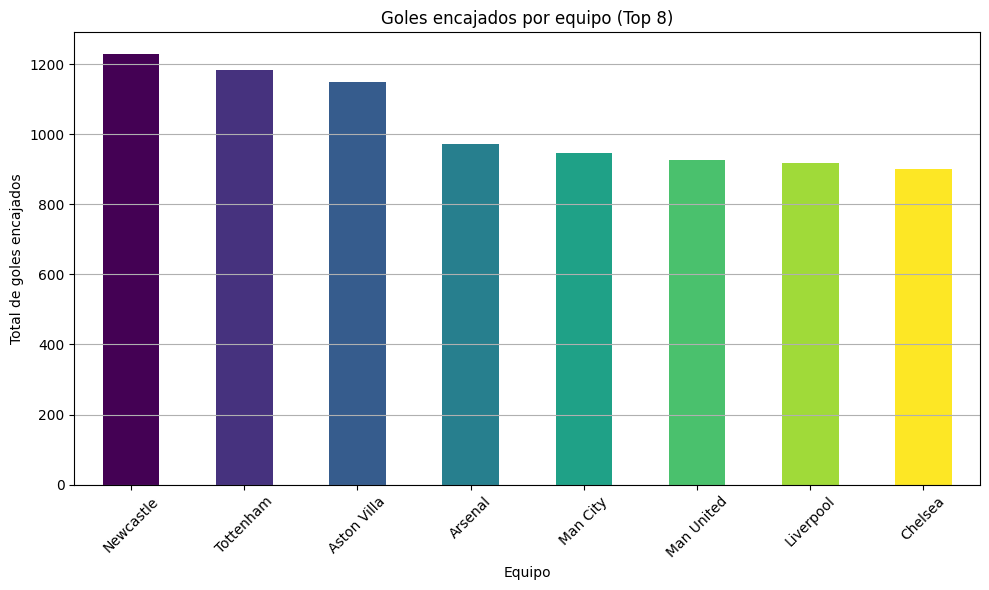 Goles encajados por equipo (Top 8)
Total de goles encajados
1200
1000
800
600
400
200
0
Newcastle
Tottenham
Aston Villa
Arsenal
Man City
Man United
Liverpool
Chelsea
Equipo